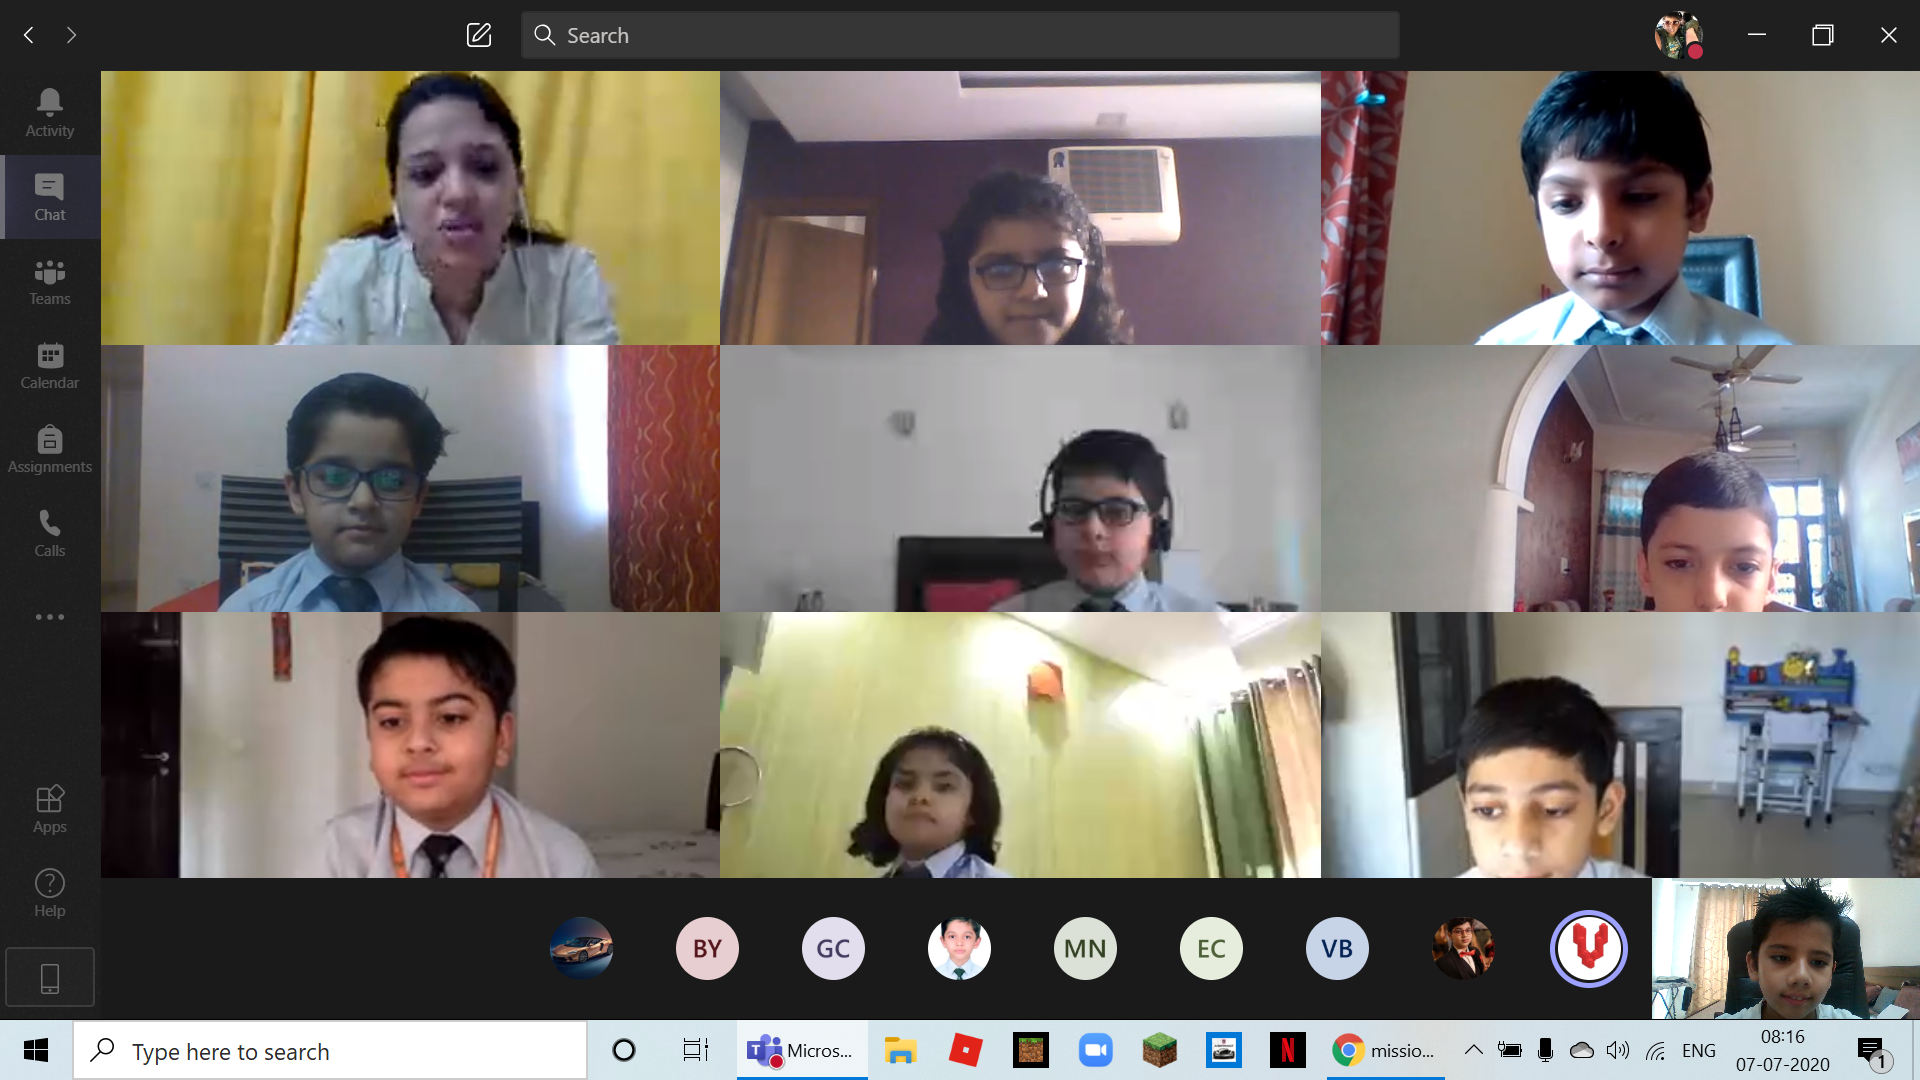 Search
Activity
Chat
Teams
Calendar
Assignments
Calls
Apps
Help
BY
GC
MN
EC
VB
Type here to search
T
Micros...
N
missio...
ENG
08:16
07-07-2020
1